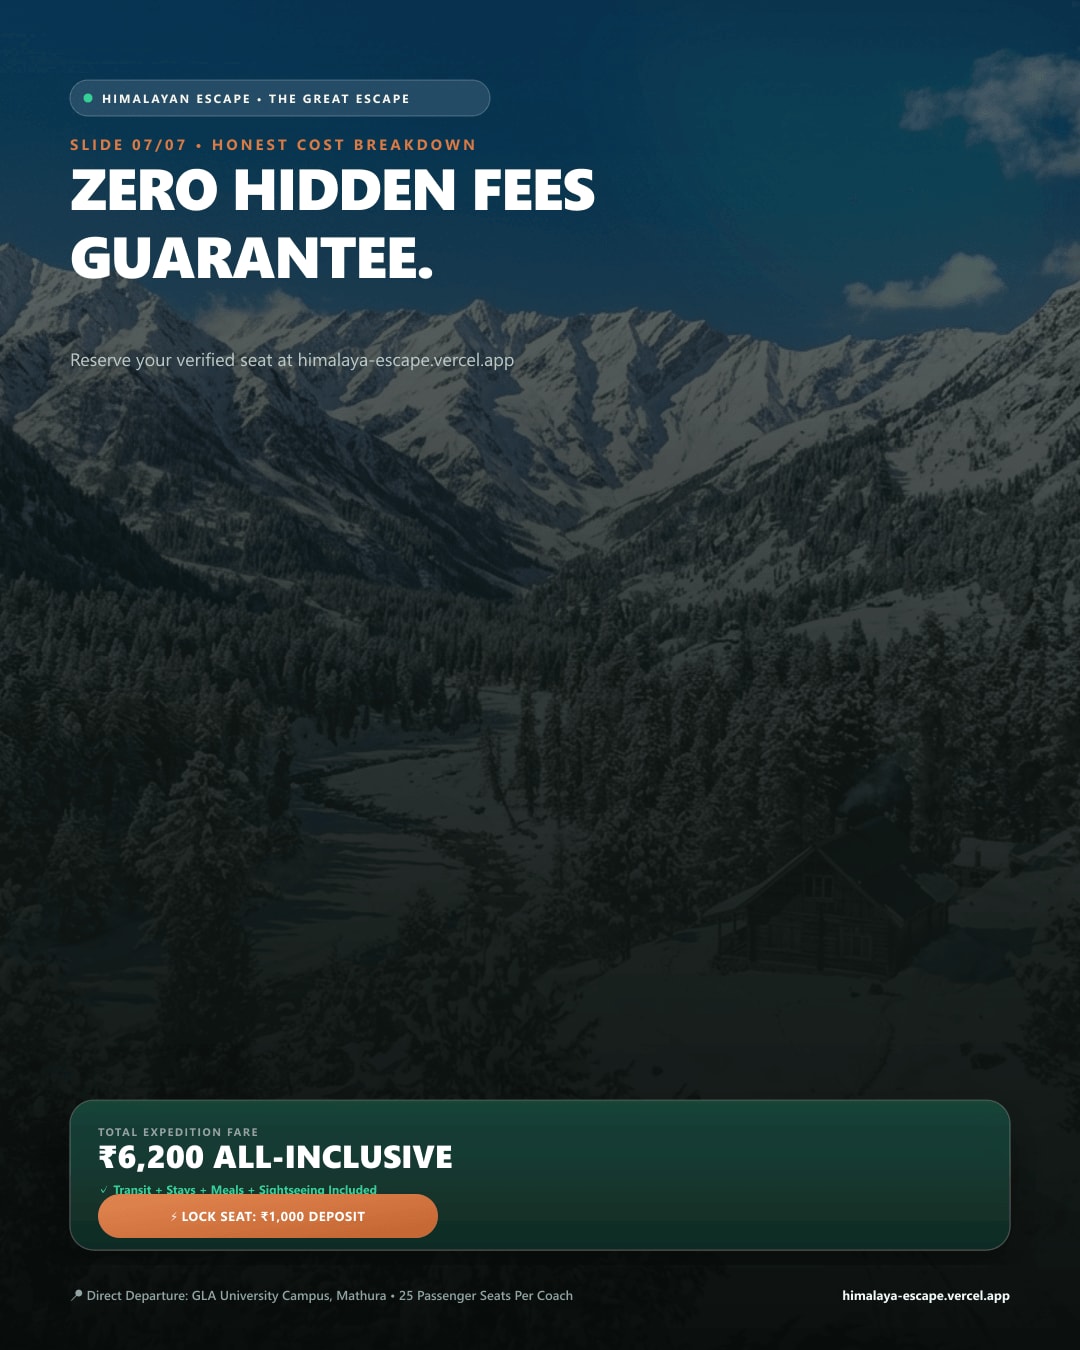 HIMALAYAN ESCAPE • THE GREAT ESCAPE
SLIDE 07/07 • HONEST COST BREAKDOWN
ZERO HIDDEN FEES
GUARANTEE.
Reserve your verified seat at himalaya-escape.vercel.app
TOTAL EXPEDITION FARE
₹6,200 ALL-INCLUSIVE
✓ Transit + Stays + Meals + Sightseeing Included
⚡ LOCK SEAT: ₹1,000 DEPOSIT
📍 Direct Departure: GLA University Campus, Mathura • 25 Passenger Seats Per Coach
himalaya-escape.vercel.app